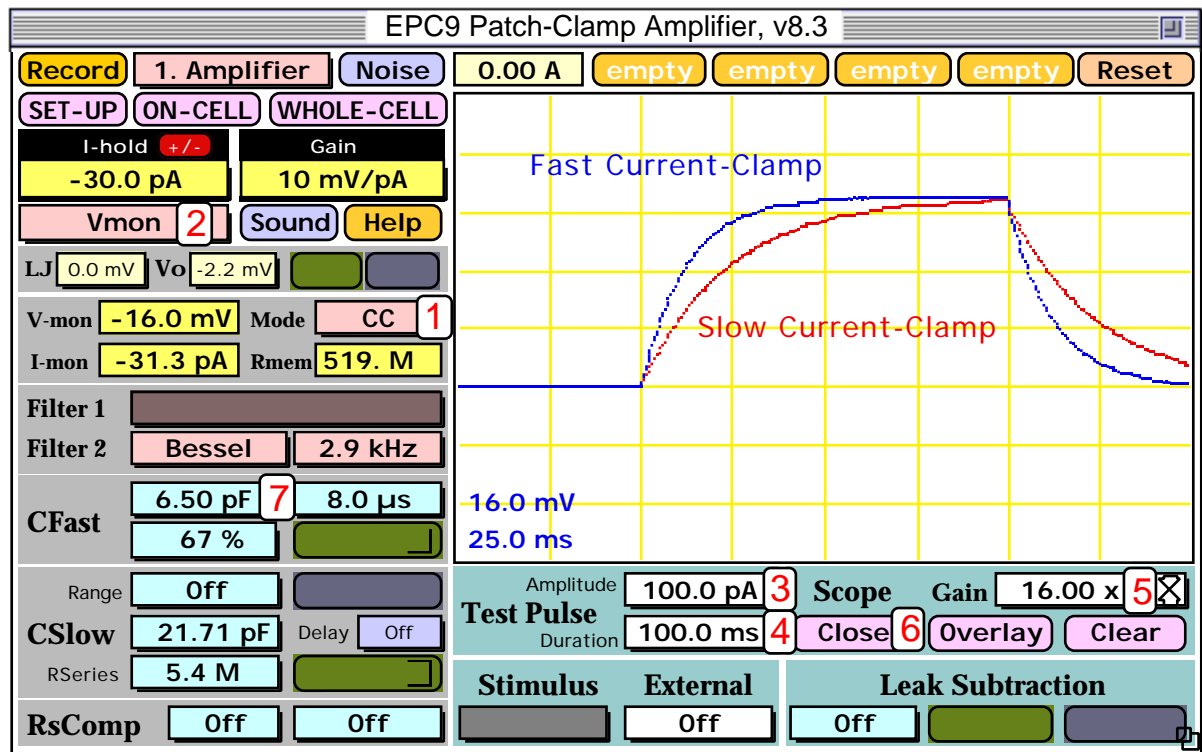 EPC9 Patch-Clamp Amplifier, v8.3
Record 1. Amplifier Noise 0.00 A empty empty empty empty Reset
SET-UP ON-CELL WHOLE-CELL
I-hold +/- Gain
-30.0 pA 10 mV/pA
Vmon 2 Sound Help
LJ 0.0 mV Vo -2.2 mV
V-mon -16.0 mV Mode CC 1
I-mon -31.3 pA Rmem 519. M
Filter 1
Filter 2 Bessel 2.9 kHz
CFast 6.50 pF 7 8.0 µs
67 %
Range Off
CSlow 21.71 pF Delay Off
RSeries 5.4 M
RsComp Off Off
Fast Current-Clamp
Slow Current-Clamp
16.0 mV
25.0 ms
Test Pulse
Amplitude 100.0 pA 3 Scope Gain 16.00 x 5
Duration 100.0 ms 4 Close 6 Overlay Clear
Stimulus External Leak Subtraction
Off Off